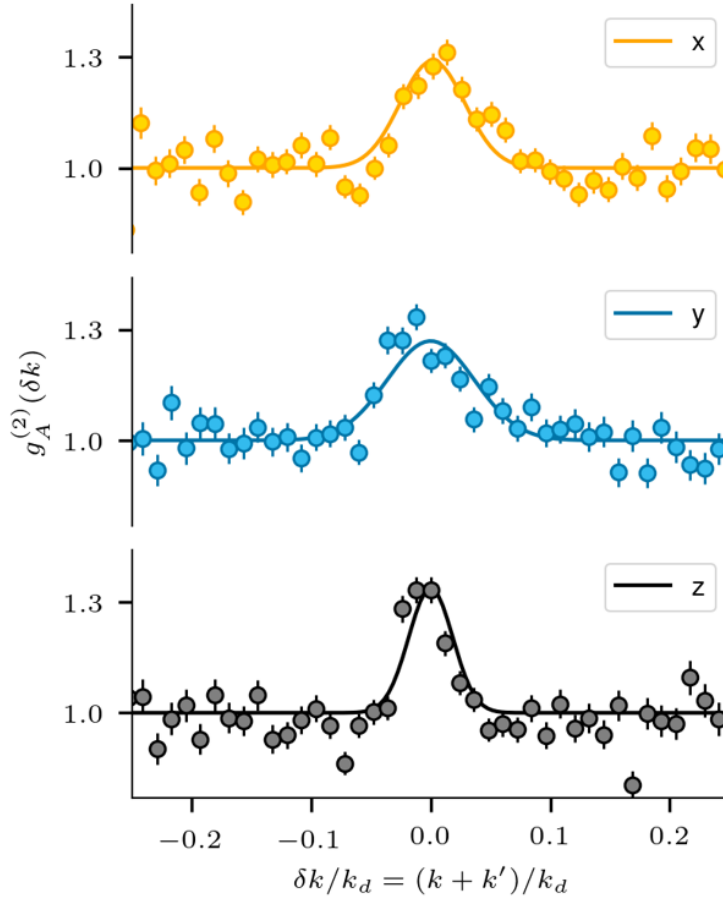 x
1.3
1.0
y
1.3
1.0
g_A^{(2)}(δk)
z
1.3
1.0
−0.2 −0.1 0.0 0.1 0.2
δk/k_d = (k + k′)/k_d